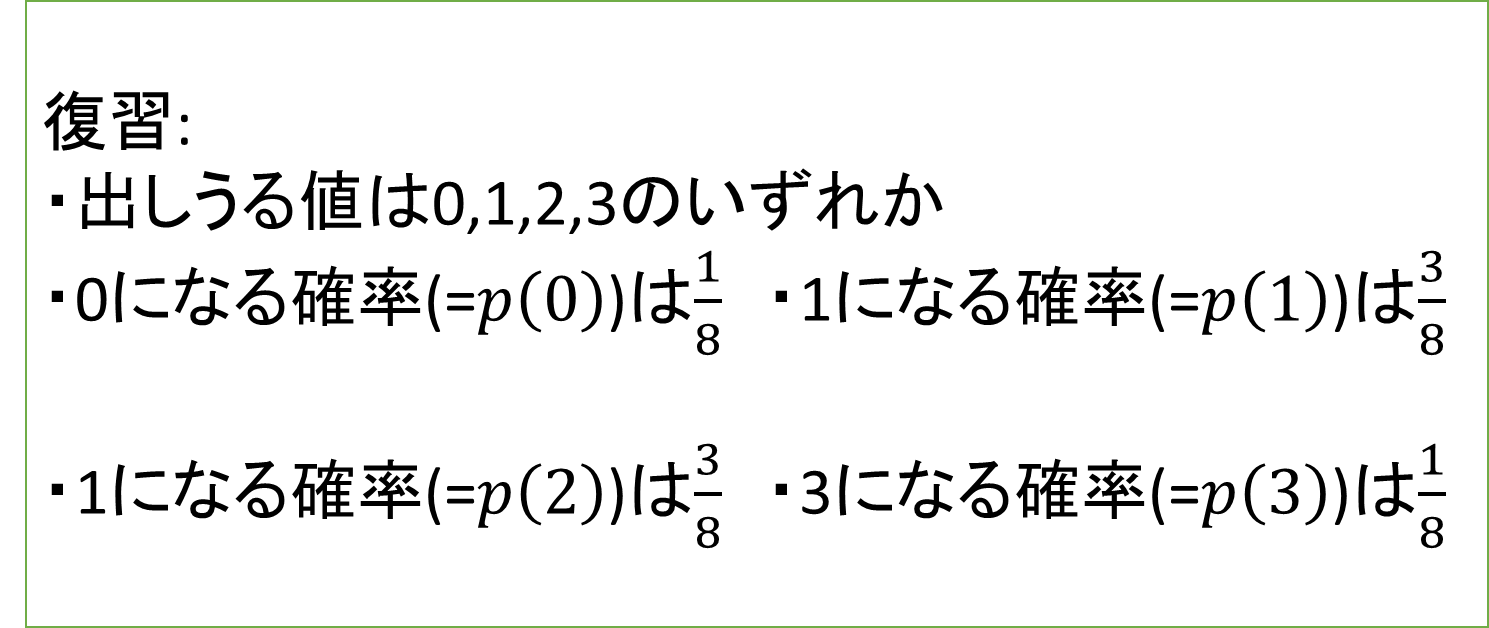 復習:
・出しうる値は0,1,2,3のいずれか
・0になる確率(=p(0))は1/8 ・1になる確率(=p(1))は3/8
・1になる確率(=p(2))は3/8 ・3になる確率(=p(3))は1/8